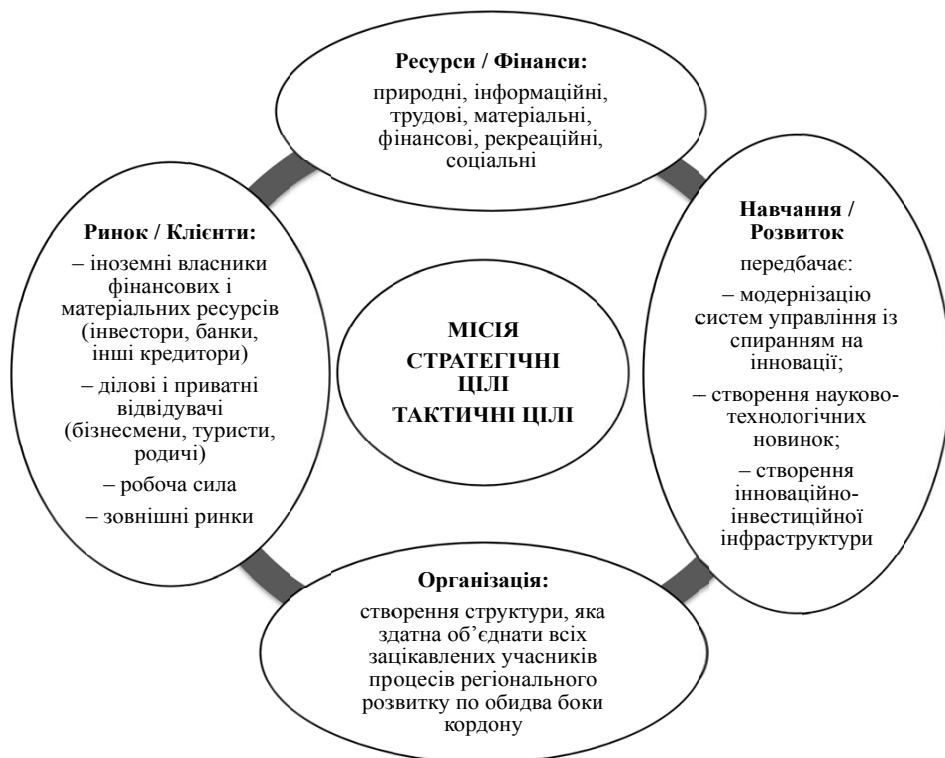 Ресурси / Фінанси:
природні, інформаційні,
трудові, матеріальні,
фінансові, рекреаційні,
соціальні
Ринок / Клієнти:
– іноземні власники
фінансових і
матеріальних ресурсів
(інвестори, банки,
інші кредитори)
– ділові і приватні
відвідувачі
(бізнесмени, туристи,
родичі)
– робоча сила
– зовнішні ринки
МІСІЯ
СТРАТЕГІЧНІ
ЦІЛІ
ТАКТИЧНІ ЦІЛІ
Навчання /
Розвиток
передбачає:
– модернізацію
систем управління із
спиранням на
інновації;
– створення науково-
технологічних
новинок;
– створення
інноваційно-
інвестиційної
інфраструктури
Організація:
створення структури, яка
здатна об’єднати всіх
зацікавлених учасників
процесів регіонального
розвитку по обидва боки
кордону